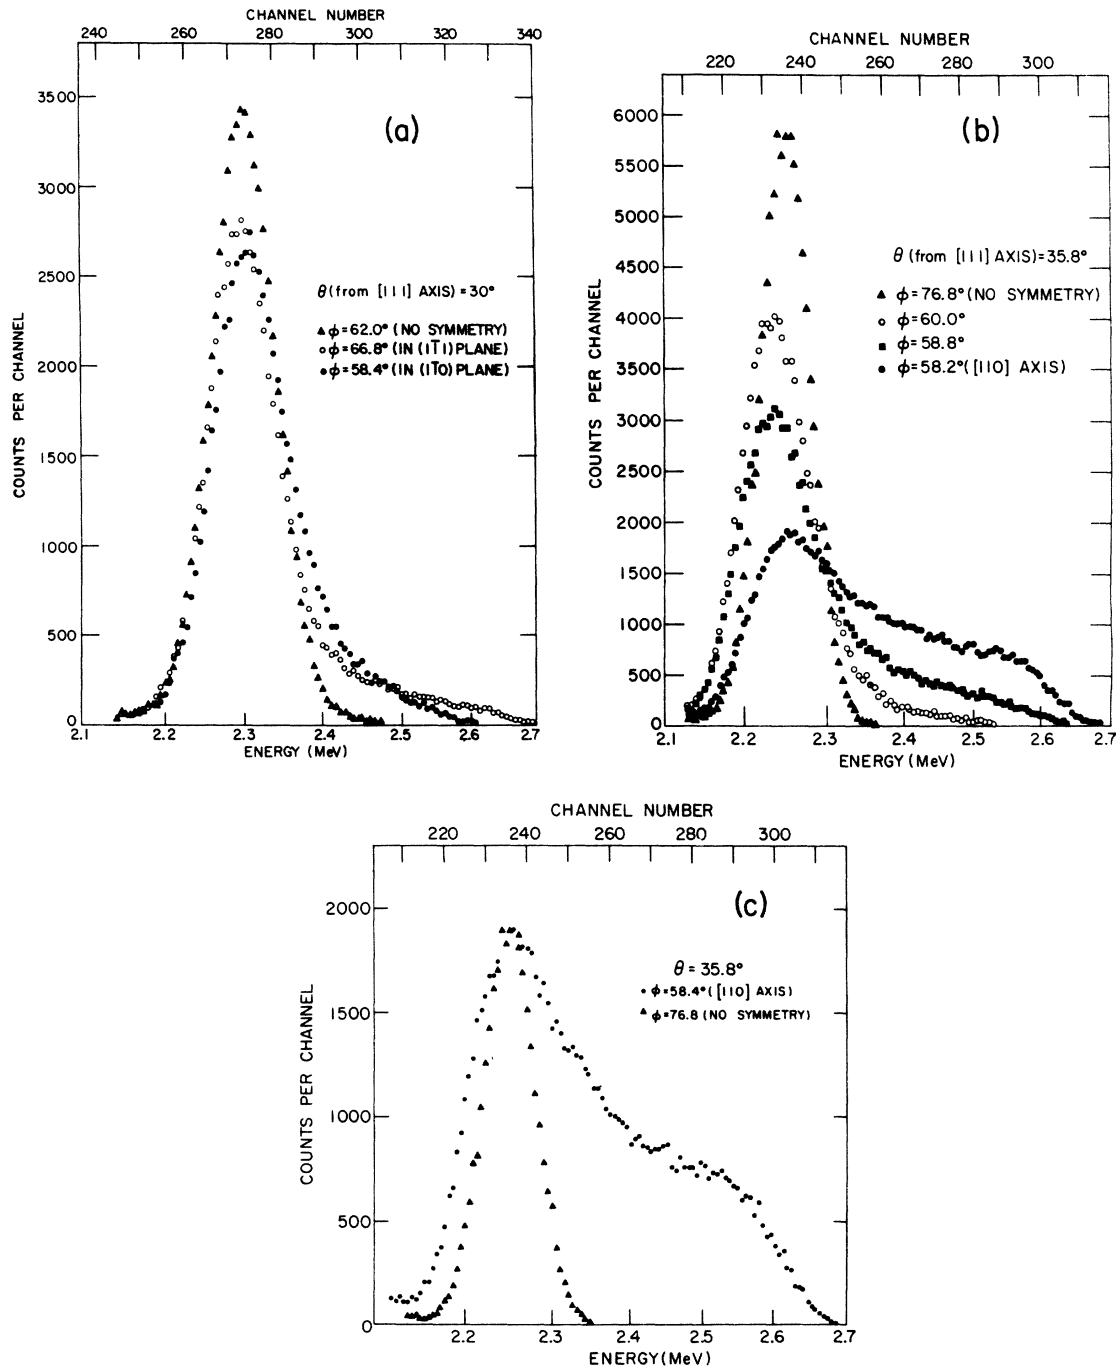 CHANNEL NUMBER
240 260 280 300 320 340
(a)
3500
3000
2500
2000
1500
1000
500
0
COUNTS PER CHANNEL
θ (from [111] AXIS) = 30°
▲ φ=62.0° (NO SYMMETRY)
○ φ=66.8° (IN (11̄1) PLANE)
● φ=58.4° (IN (11̄0) PLANE)
2.1 2.2 2.3 2.4 2.5 2.6 2.7
ENERGY (MeV)
CHANNEL NUMBER
220 240 260 280 300
(b)
6000
5500
5000
4500
4000
3500
3000
2500
2000
1500
1000
500
0
COUNTS PER CHANNEL
θ (from [111] AXIS)=35.8°
▲ φ=76.8° (NO SYMMETRY)
○ φ=60.0°
■ φ=58.8°
● φ=58.2° ([110] AXIS)
2.1 2.2 2.3 2.4 2.5 2.6 2.7
ENERGY (MeV)
CHANNEL NUMBER
220 240 260 280 300
(c)
2000
1500
1000
500
0
COUNTS PER CHANNEL
θ = 35.8°
• φ=58.4° ([110] AXIS)
▲ φ=76.8 (NO SYMMETRY)
2.2 2.3 2.4 2.5 2.6 2.7
ENERGY (MeV)